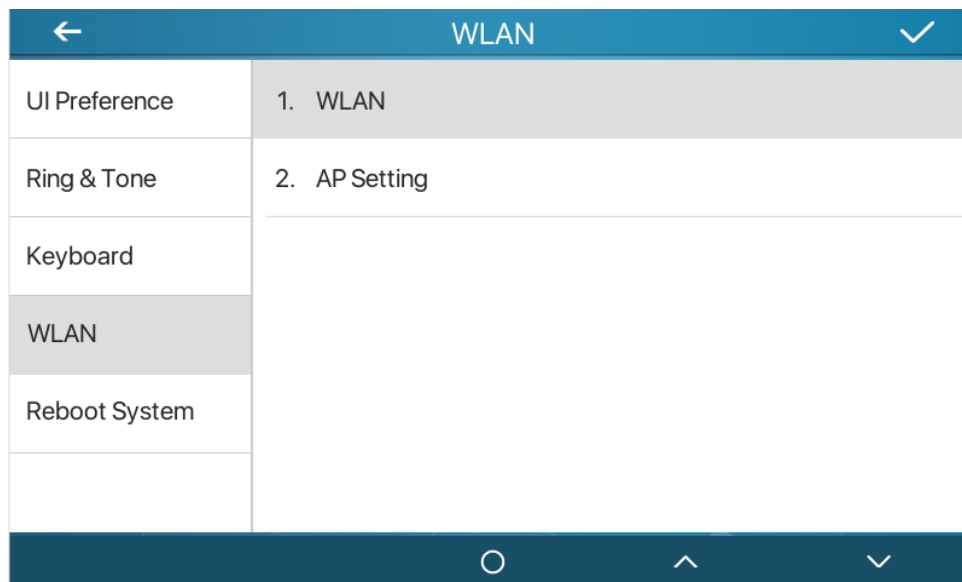 WLAN
UI Preference
Ring & Tone
Keyboard
WLAN
Reboot System
1. WLAN
2. AP Setting